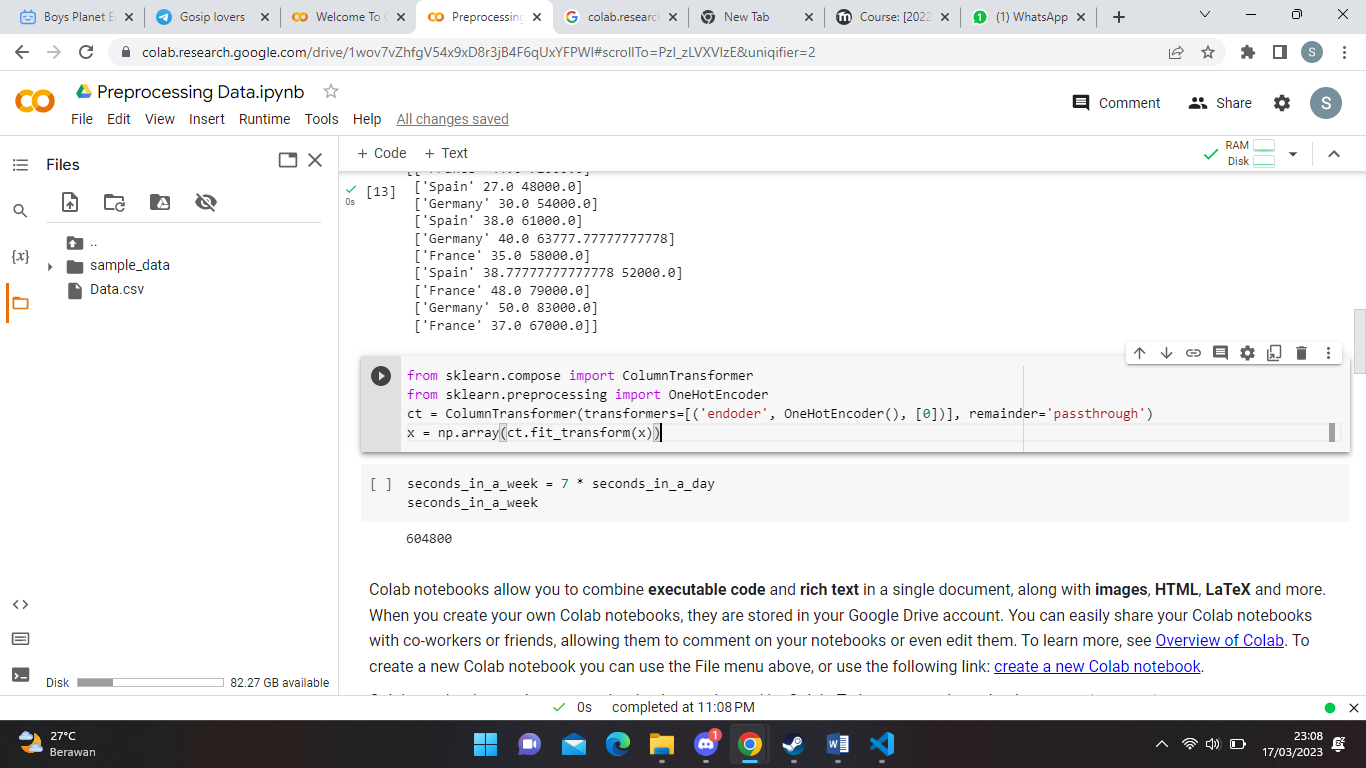 Boys Planet E
Gosip lovers
Welcome To C
Preprocessing
colab.researc
New Tab
Course: [2022
(1) WhatsApp
colab.research.google.com/drive/1wov7vZhfgV54x9xD8r3jB4F6qUxYFPWl#scrollTo=PzI_zLVXVlzE&uniqifier=2
S
Preprocessing Data.ipynb
Comment
Share
S
File Edit View Insert Runtime Tools Help All changes saved
Files
+ Code + Text
RAM
Disk
..
sample_data
Data.csv
[13]
0s
['Spain' 27.0 48000.0]
['Germany' 30.0 54000.0]
['Spain' 38.0 61000.0]
['Germany' 40.0 63777.77777777778]
['France' 35.0 58000.0]
['Spain' 38.77777777777778 52000.0]
['France' 48.0 79000.0]
['Germany' 50.0 83000.0]
['France' 37.0 67000.0]]
from sklearn.compose import ColumnTransformer
from sklearn.preprocessing import OneHotEncoder
ct = ColumnTransformer(transformers=[('endoder', OneHotEncoder(), [0])], remainder='passthrough')
x = np.array(ct.fit_transform(x))
[ ]
seconds_in_a_week = 7 * seconds_in_a_day
seconds_in_a_week
604800
Colab notebooks allow you to combine executable code and rich text in a single document, along with images, HTML, LaTeX and more.
When you create your own Colab notebooks, they are stored in your Google Drive account. You can easily share your Colab notebooks
with co-workers or friends, allowing them to comment on your notebooks or even edit them. To learn more, see Overview of Colab. To
create a new Colab notebook you can use the File menu above, or use the following link: create a new Colab notebook.
Disk
82.27 GB available
0s completed at 11:08 PM
27°C
Berawan
1
23:08
17/03/2023